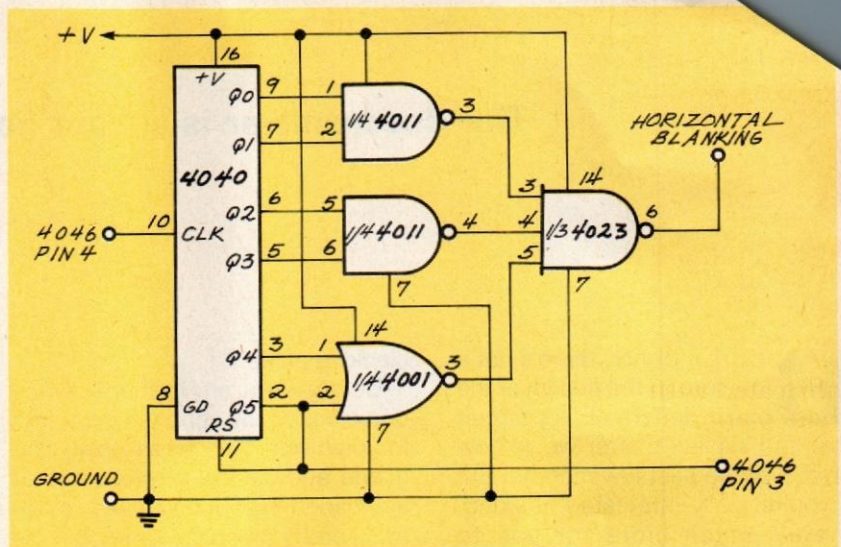 +V
16
+V
Q0 9
1
1/4 4011
3
Q1 7
2
HORIZONTAL
BLANKING
4040
14
3
Q2 6
5
1/4 4011
4
4
1/3 4023
6
4046
PIN 4
10
CLK
Q3 5
6
5
7
7
14
Q4 3
1
1/4 4001
3
8
GD
Q5 2
2
RS
11
7
GROUND
4046
PIN 3